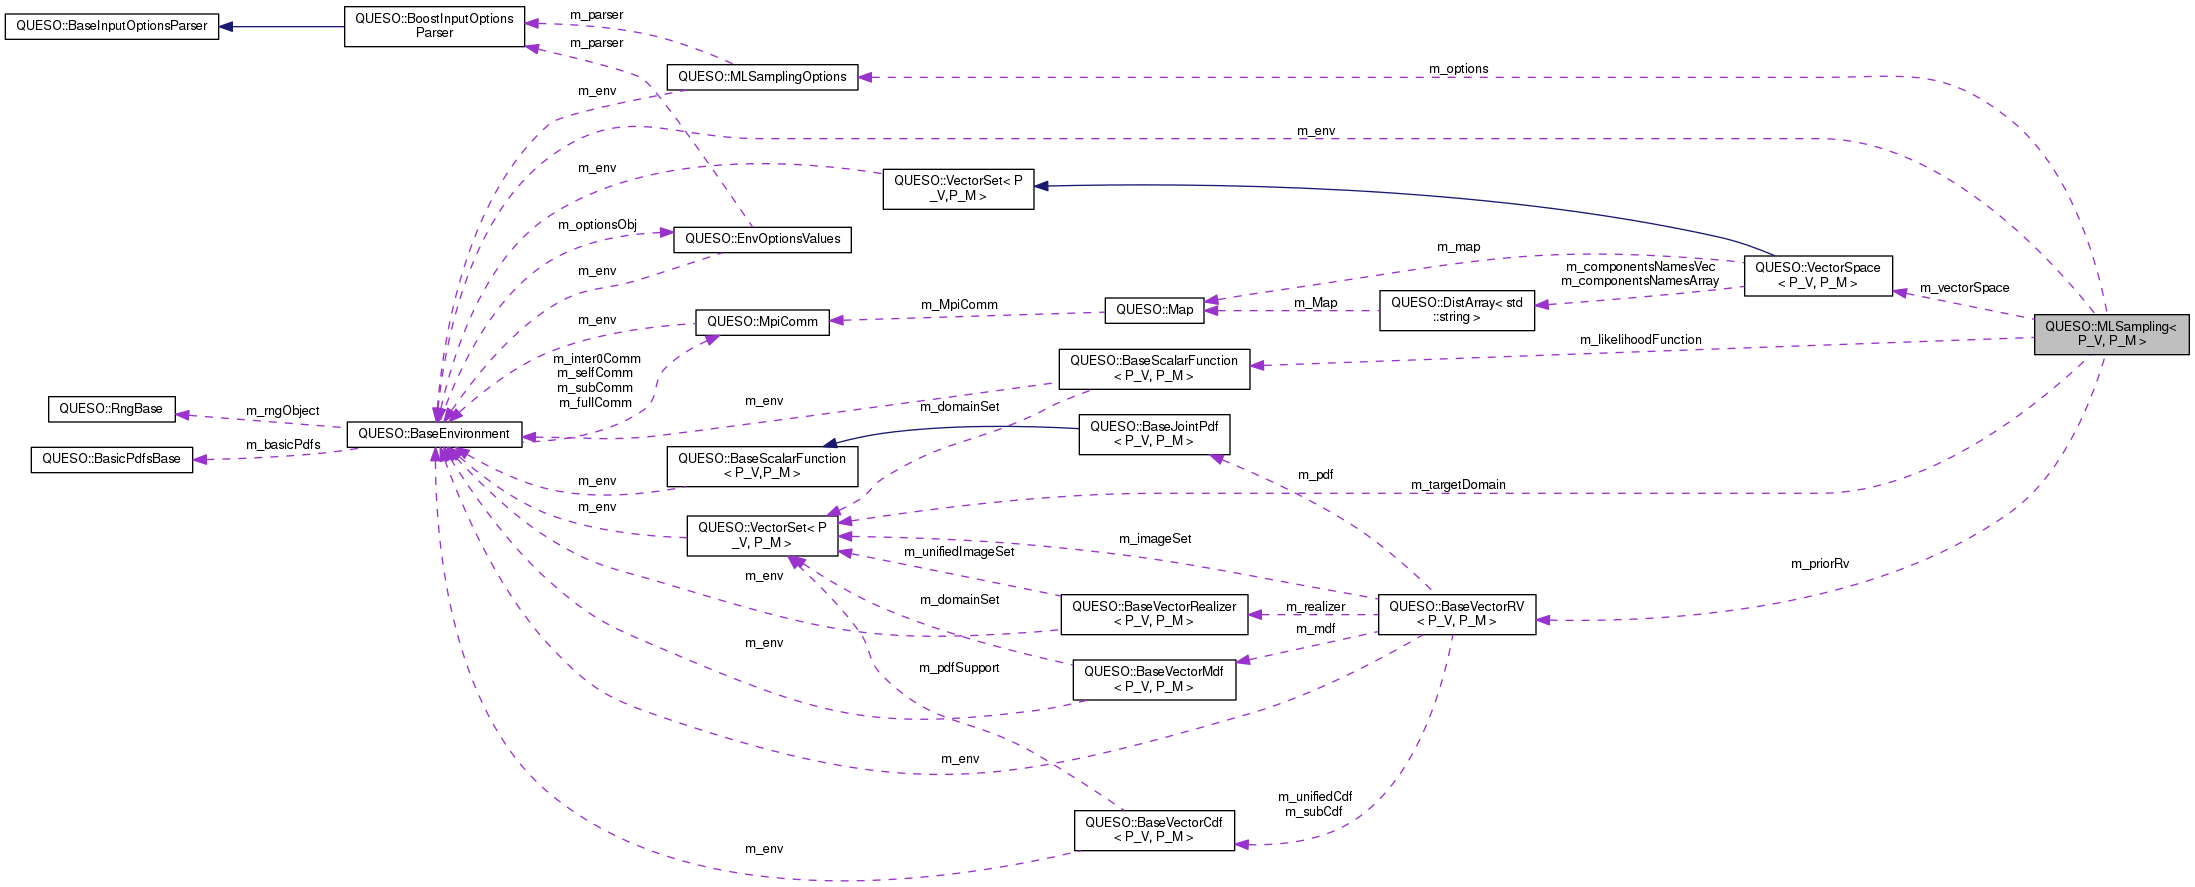 QUESO::BaseInputOptionsParser
QUESO::BoostInputOptions
Parser
m_parser
m_parser
QUESO::MLSamplingOptions
m_options
m_env
m_env
m_env
QUESO::VectorSet< P
_V,P_M >
m_optionsObj
QUESO::EnvOptionsValues
m_env
m_map
m_componentsNamesVec
m_componentsNamesArray
QUESO::VectorSpace
< P_V, P_M >
m_vectorSpace
m_env
QUESO::MpiComm
m_MpiComm
QUESO::Map
m_Map
QUESO::DistArray< std
::string >
QUESO::MLSampling<
P_V, P_M >
m_likelihoodFunction
m_inter0Comm
m_selfComm
m_subComm
m_fullComm
QUESO::BaseScalarFunction
< P_V, P_M >
m_env
m_domainSet
QUESO::RngBase
m_rngObject
QUESO::BaseEnvironment
m_basicPdfs
QUESO::BasicPdfsBase
QUESO::BaseJointPdf
< P_V, P_M >
QUESO::BaseScalarFunction
< P_V,P_M >
m_env
m_env
m_pdf
m_targetDomain
QUESO::VectorSet< P
_V, P_M >
m_imageSet
m_unifiedImageSet
m_env
m_domainSet
m_priorRv
QUESO::BaseVectorRealizer
< P_V, P_M >
m_realizer
m_mdf
QUESO::BaseVectorRV
< P_V, P_M >
m_env
m_pdfSupport
QUESO::BaseVectorMdf
< P_V, P_M >
m_env
m_unifiedCdf
m_subCdf
QUESO::BaseVectorCdf
< P_V, P_M >
m_env